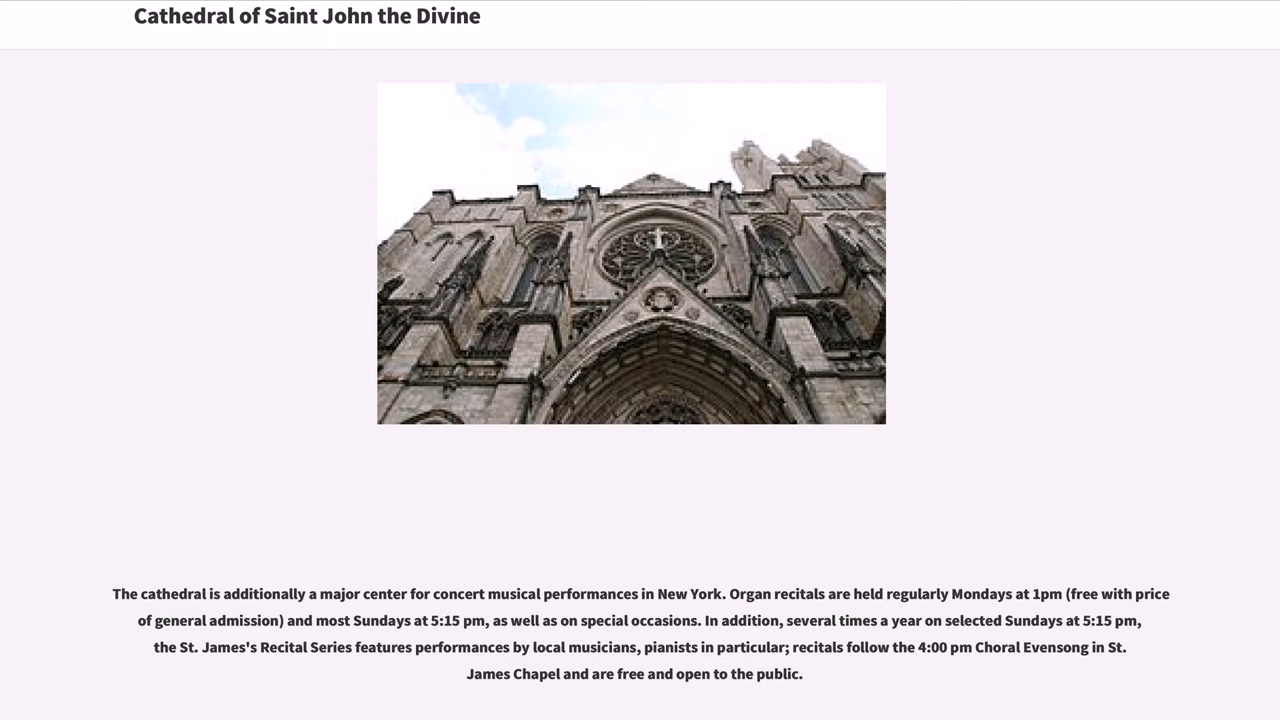 Cathedral of Saint John the Divine
The cathedral is additionally a major center for concert musical performances in New York. Organ recitals are held regularly Mondays at 1pm (free with price
of general admission) and most Sundays at 5:15 pm, as well as on special occasions. In addition, several times a year on selected Sundays at 5:15 pm,
the St. James's Recital Series features performances by local musicians, pianists in particular; recitals follow the 4:00 pm Choral Evensong in St.
James Chapel and are free and open to the public.